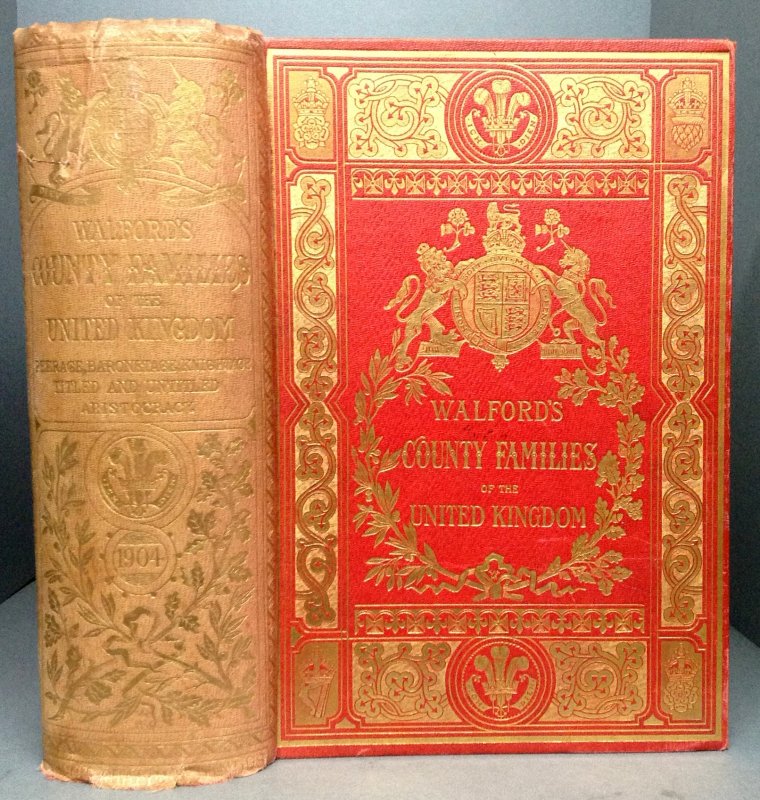 WALFORD'S
COUNTY FAMILIES
OF THE
UNITED KINGDOM
PEERAGE, BARONETAGE, KNIGHTAGE
TITLED AND UNTITLED
ARISTOCRACY
1904
WALFORD'S
COUNTY FAMILIES
OF THE
UNITED KINGDOM